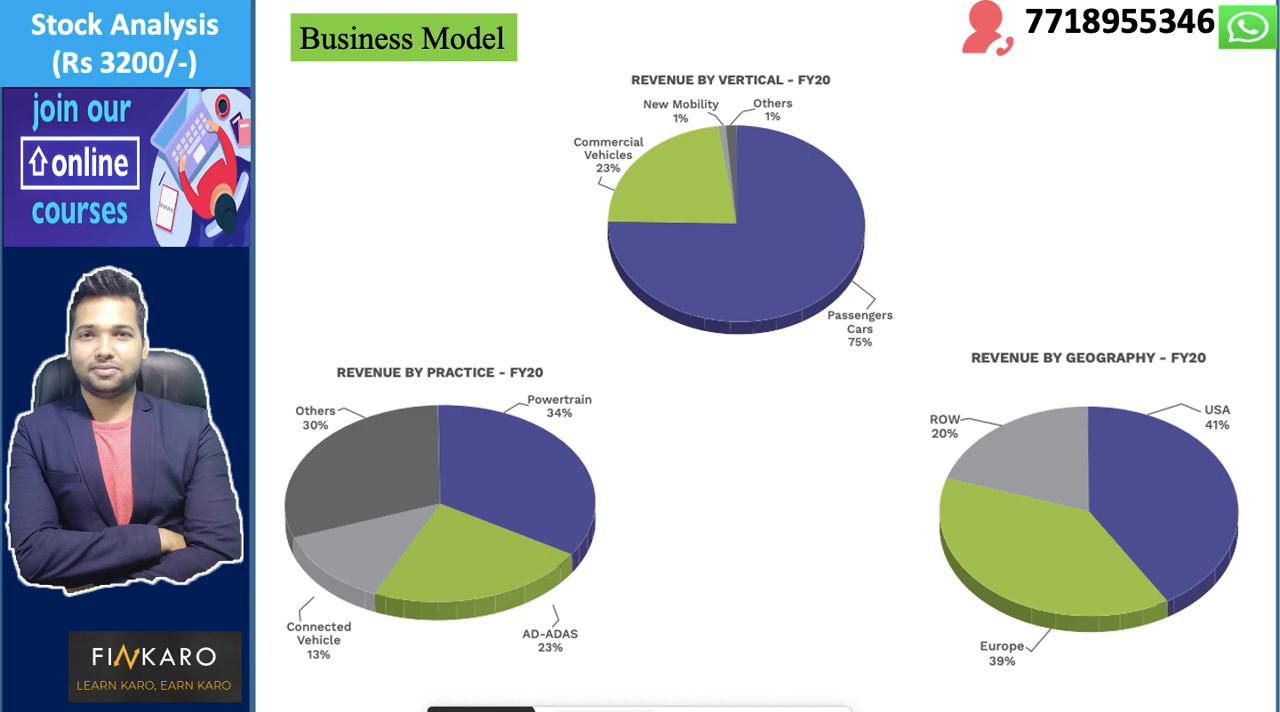 Stock Analysis
(Rs 3200/-)
join our
online
courses
FINKARO
LEARN KARO, EARN KARO
Business Model
7718955346
REVENUE BY VERTICAL - FY20
New Mobility
1%
Others
1%
Commercial
Vehicles
23%
Passengers
Cars
75%
REVENUE BY PRACTICE - FY20
Others
30%
Powertrain
34%
Connected
Vehicle
13%
AD-ADAS
23%
REVENUE BY GEOGRAPHY - FY20
ROW
20%
USA
41%
Europe
39%